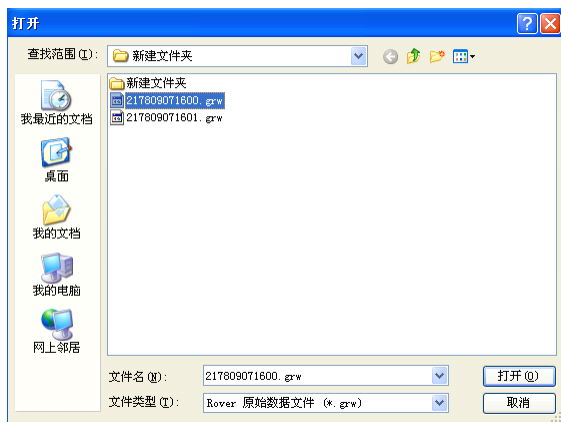 打开
查找范围(I):
新建文件夹
新建文件夹
217809071600.grw
217809071601.grw
我最近的文档
桌面
我的文档
我的电脑
网上邻居
文件名(N):
217809071600.grw
打开(O)
文件类型(T):
Rover 原始数据文件 (*.grw)
取消